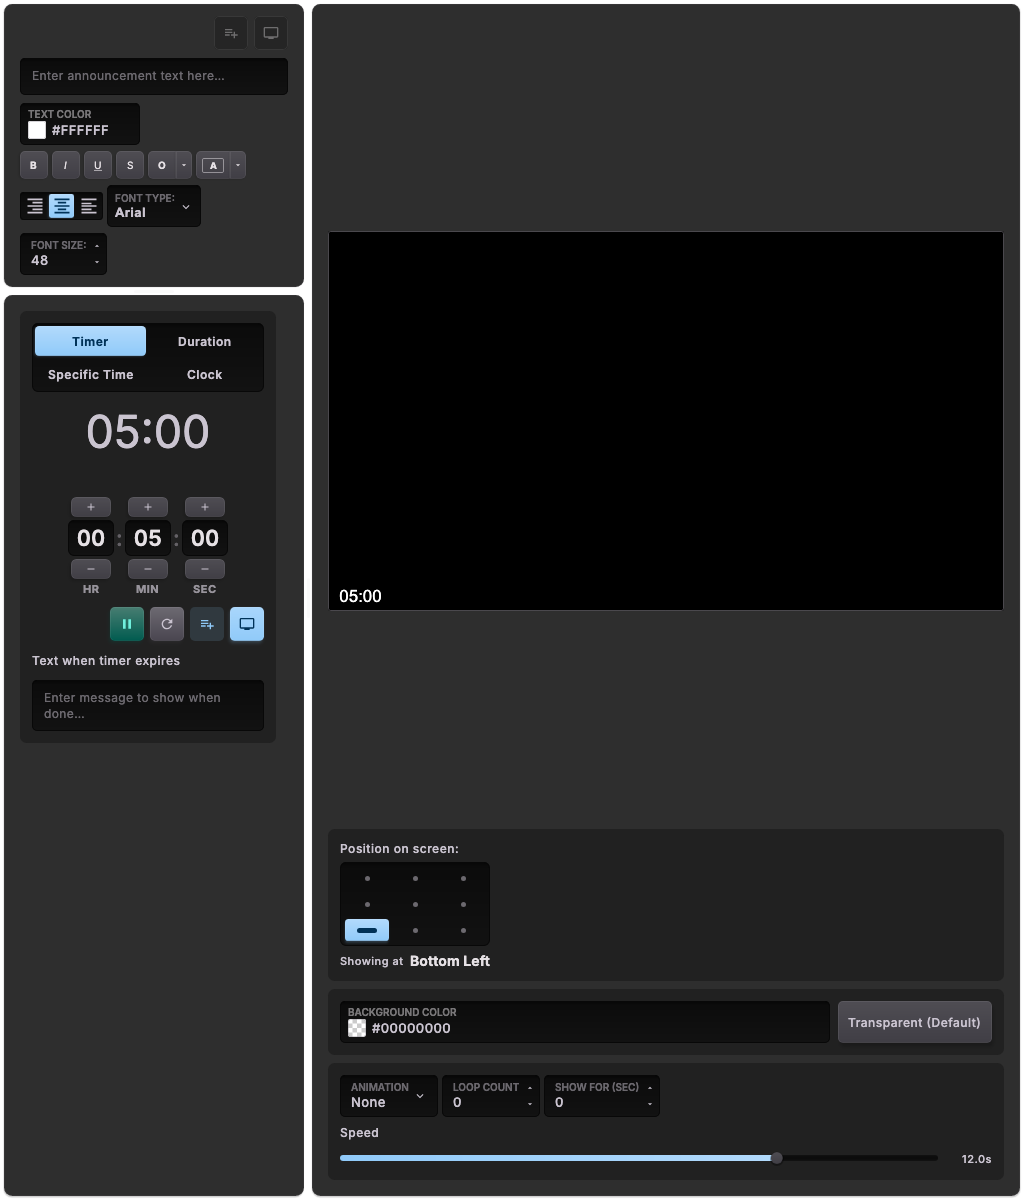 Enter announcement text here...
TEXT COLOR
#FFFFFF
B I U S O A
FONT TYPE:
Arial
FONT SIZE:
48
Timer Duration
Specific Time Clock
05:00
+ + +
00 : 05 : 00
− − −
HR MIN SEC
Text when timer expires
Enter message to show when
done...
05:00
Position on screen:
Showing at Bottom Left
BACKGROUND COLOR
#00000000
Transparent (Default)
ANIMATION
None
LOOP COUNT
0
SHOW FOR (SEC)
0
Speed
12.0s